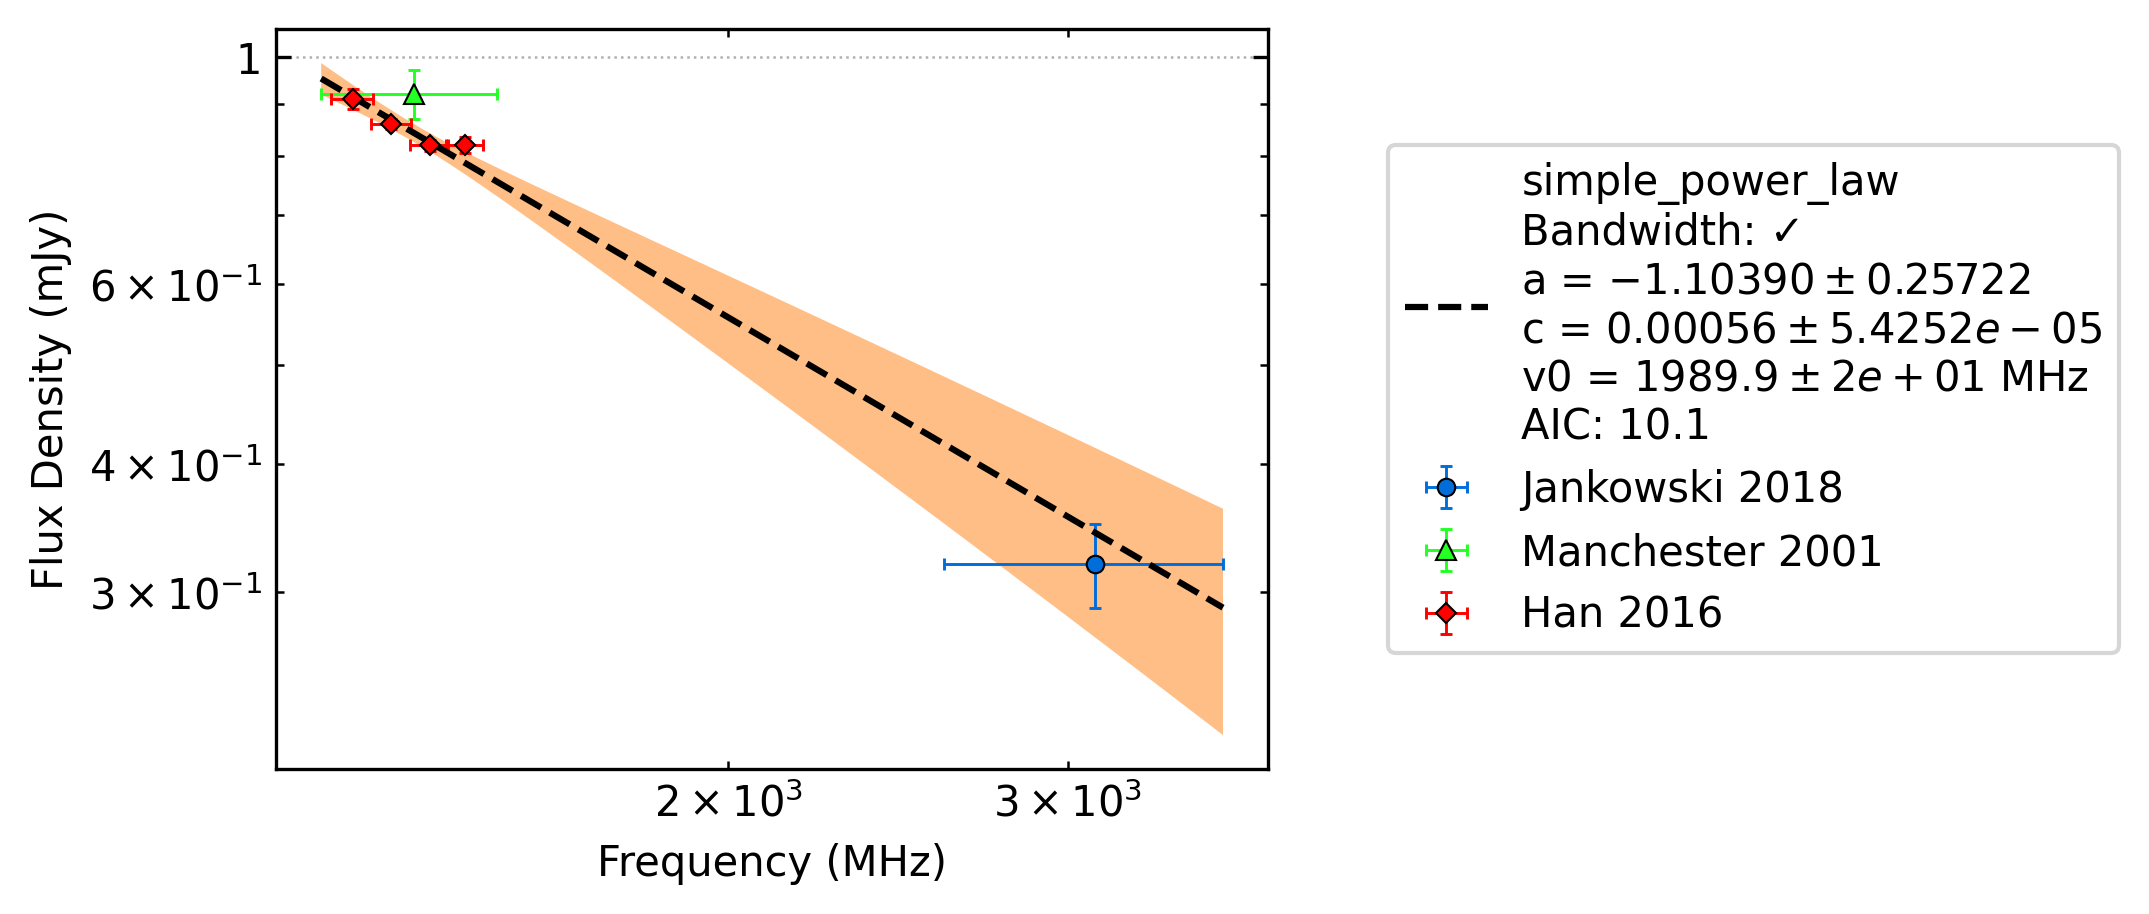 1
6 × 10⁻¹
4 × 10⁻¹
3 × 10⁻¹
Flux Density (mJy)
2 × 10³
3 × 10³
Frequency (MHz)
simple_power_law
Bandwidth: ✓
a = −1.10390 ± 0.25722
c = 0.00056 ± 5.4252e − 05
v0 = 1989.9 ± 2e + 01 MHz
AIC: 10.1
Jankowski 2018
Manchester 2001
Han 2016